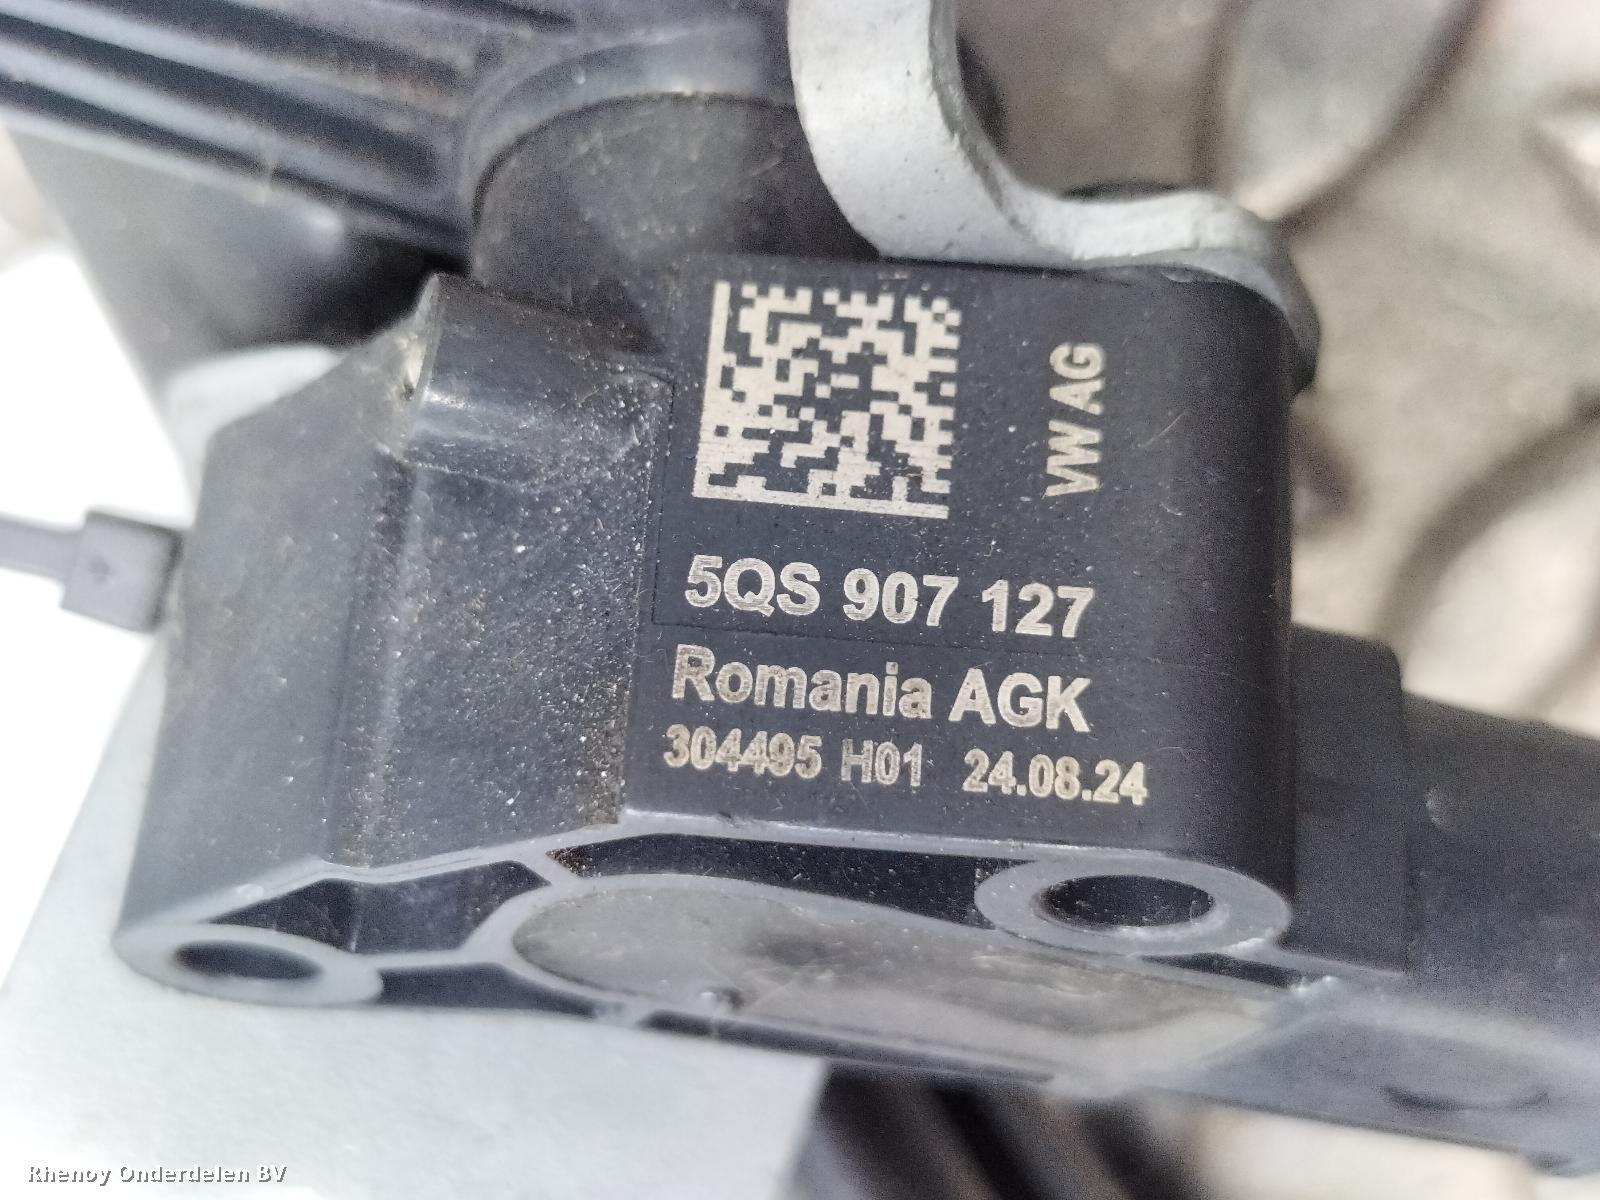 VW AG
5QS 907 127
Romania AGK
304495 H01 24.08.24
Rhenoy Onderdelen BV